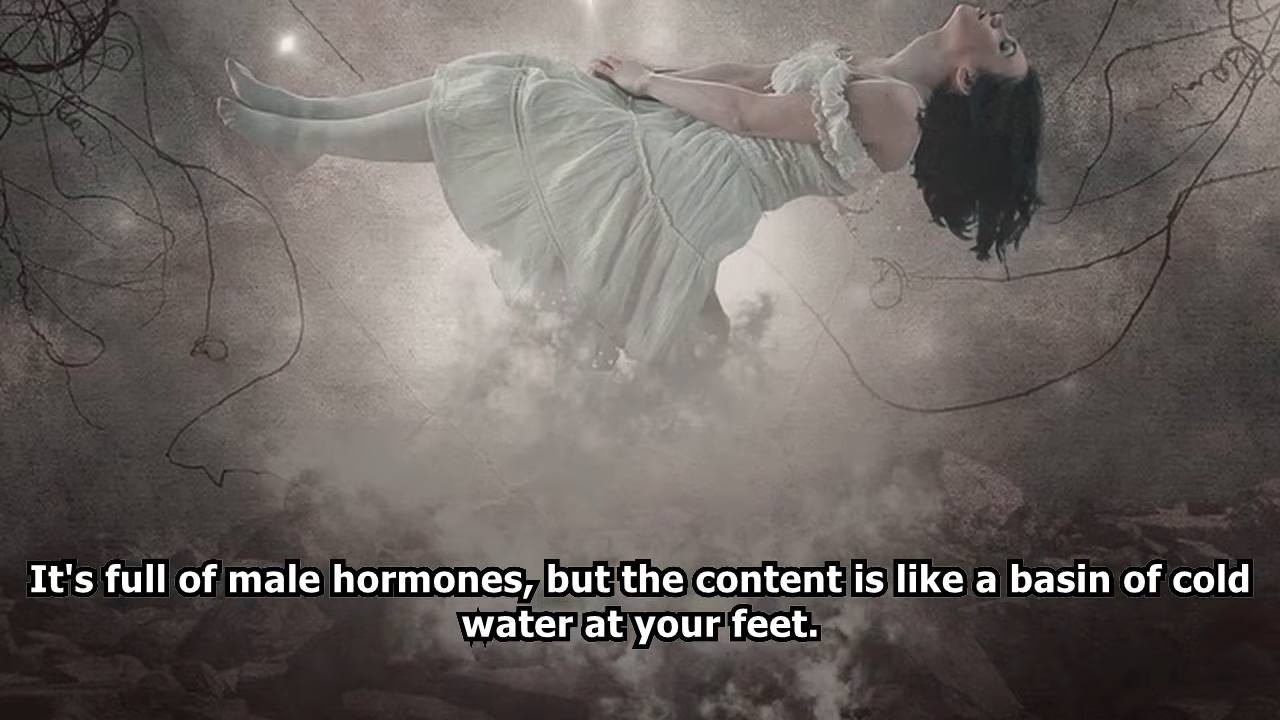 It's full of male hormones, but the content is like a basin of cold
water at your feet.